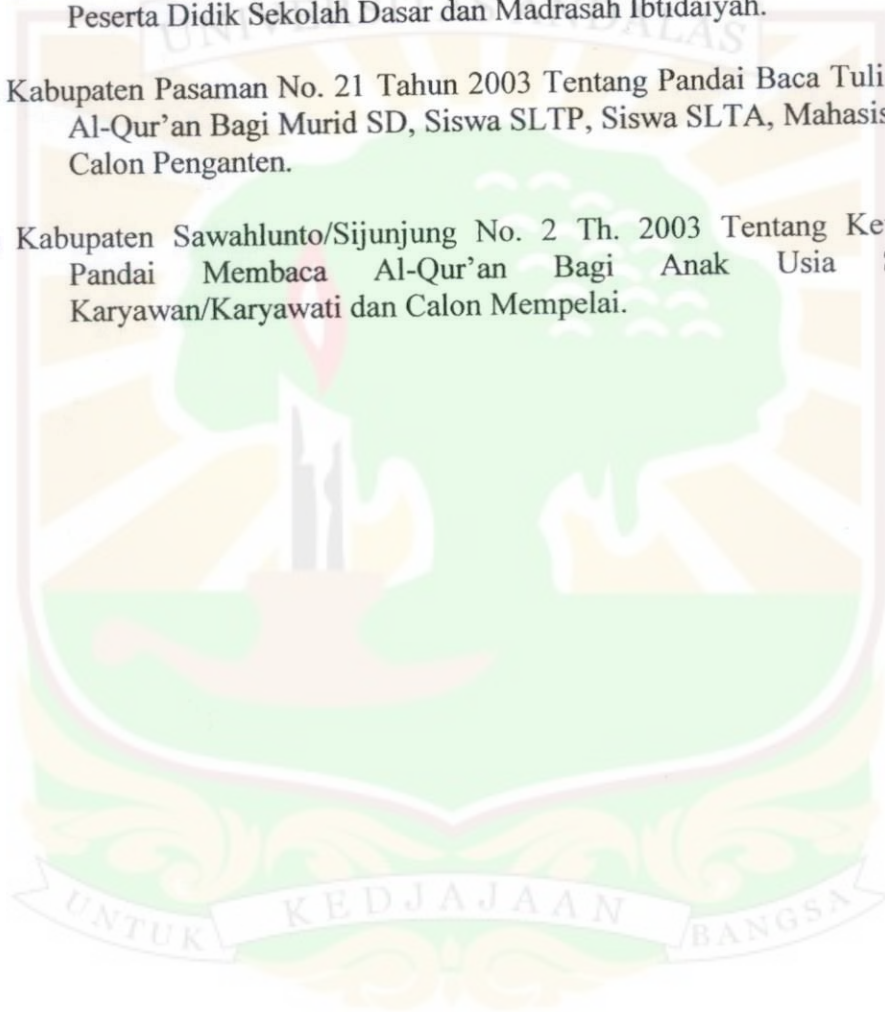 Peserta Didik Sekolah Dasar dan Madrasah Ibtidaiyah.
Kabupaten Pasaman No. 21 Tahun 2003 Tentang Pandai Baca Tuli
Al-Qur'an Bagi Murid SD, Siswa SLTP, Siswa SLTA, Mahasis
Calon Penganten.
Kabupaten Sawahlunto/Sijunjung No. 2 Th. 2003 Tentang Ke
Pandai Membaca Al-Qur'an Bagi Anak Usia
Karyawan/Karyawati dan Calon Mempelai.
UNTUK KEDJAJAAN BANGSA